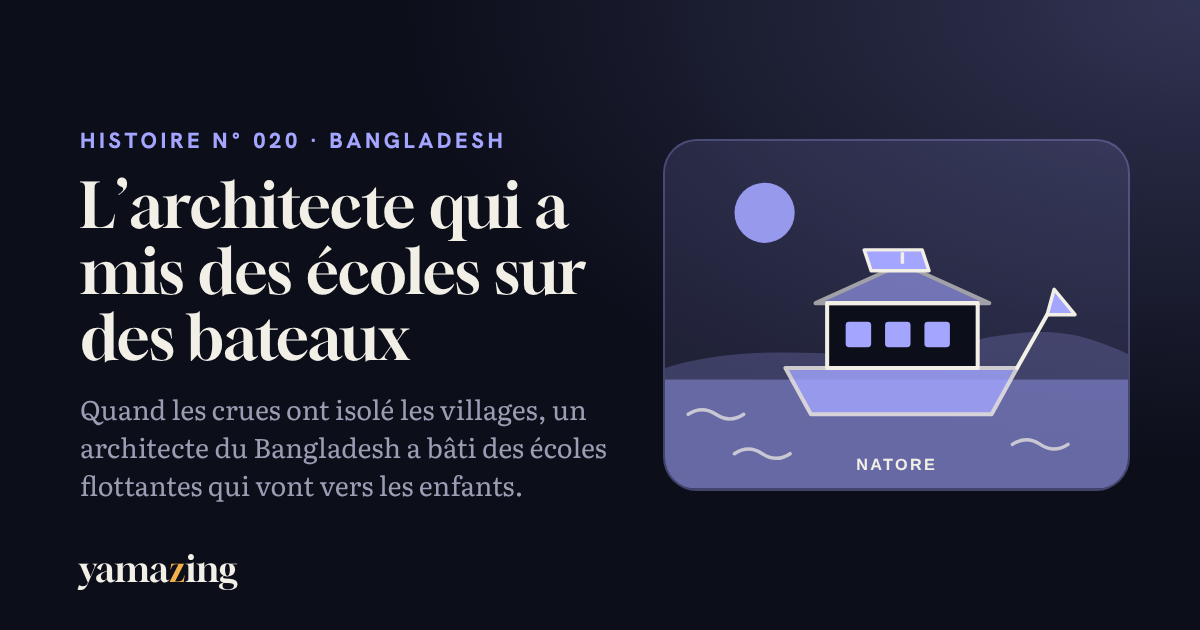 HISTOIRE N° 020 · BANGLADESH
L’architecte qui a
mis des écoles sur
des bateaux
Quand les crues ont isolé les villages, un
architecte du Bangladesh a bâti des écoles
flottantes qui vont vers les enfants.
NATORE
yamazing